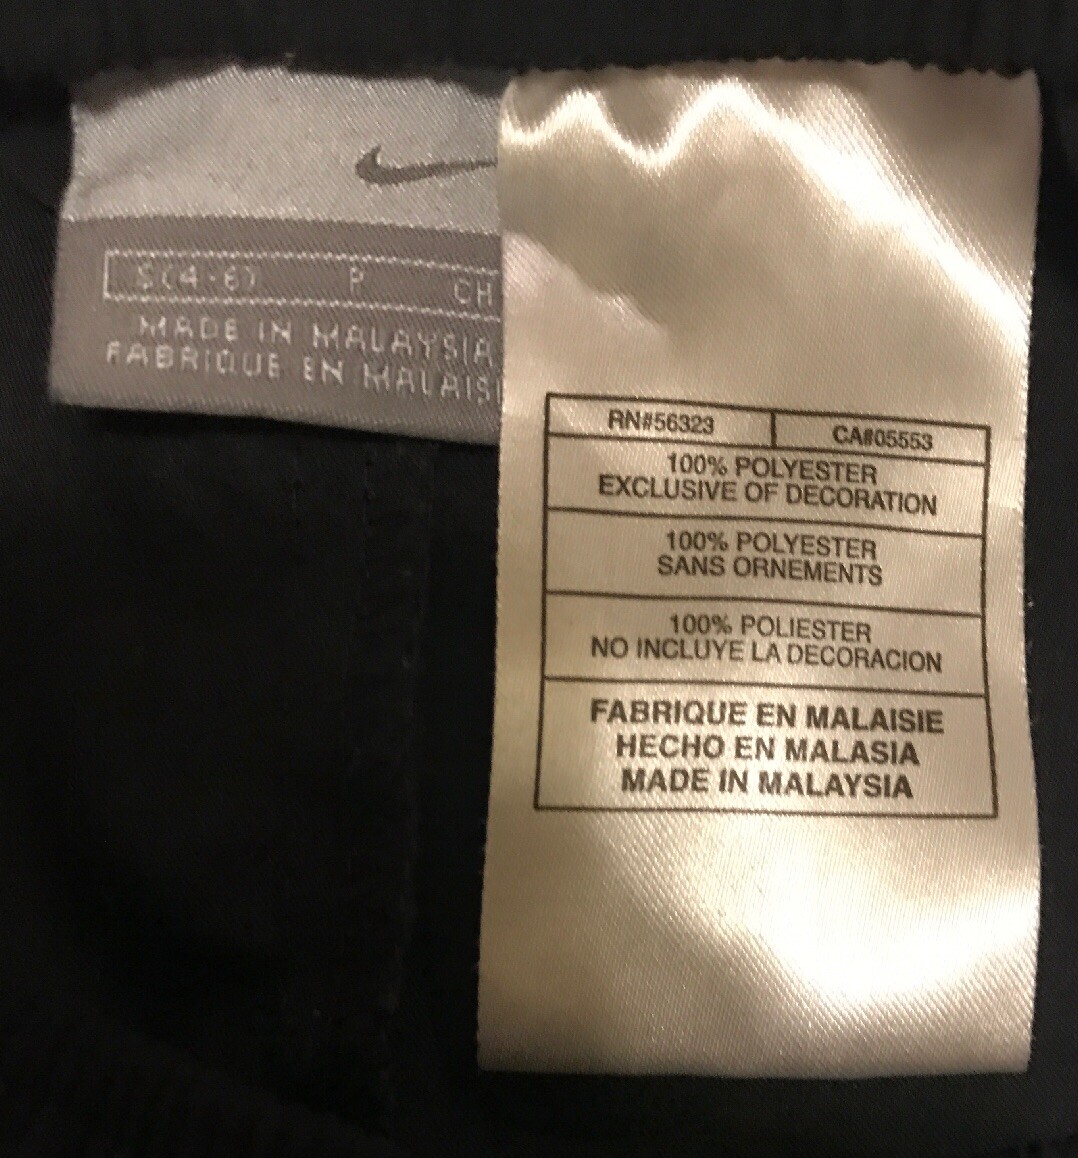 S(4-6) P CH
MADE IN MALAYSIA
FABRIQUE EN
RN#56323
CA#05553
100% POLYESTER
EXCLUSIVE OF DECORATION
100% POLYESTER
SANS ORNEMENTS
100% POLIESTER
NO INCLUYE LA DECORACION
FABRIQUE EN MALAISIE
HECHO EN MALASIA
MADE IN MALAYSIA